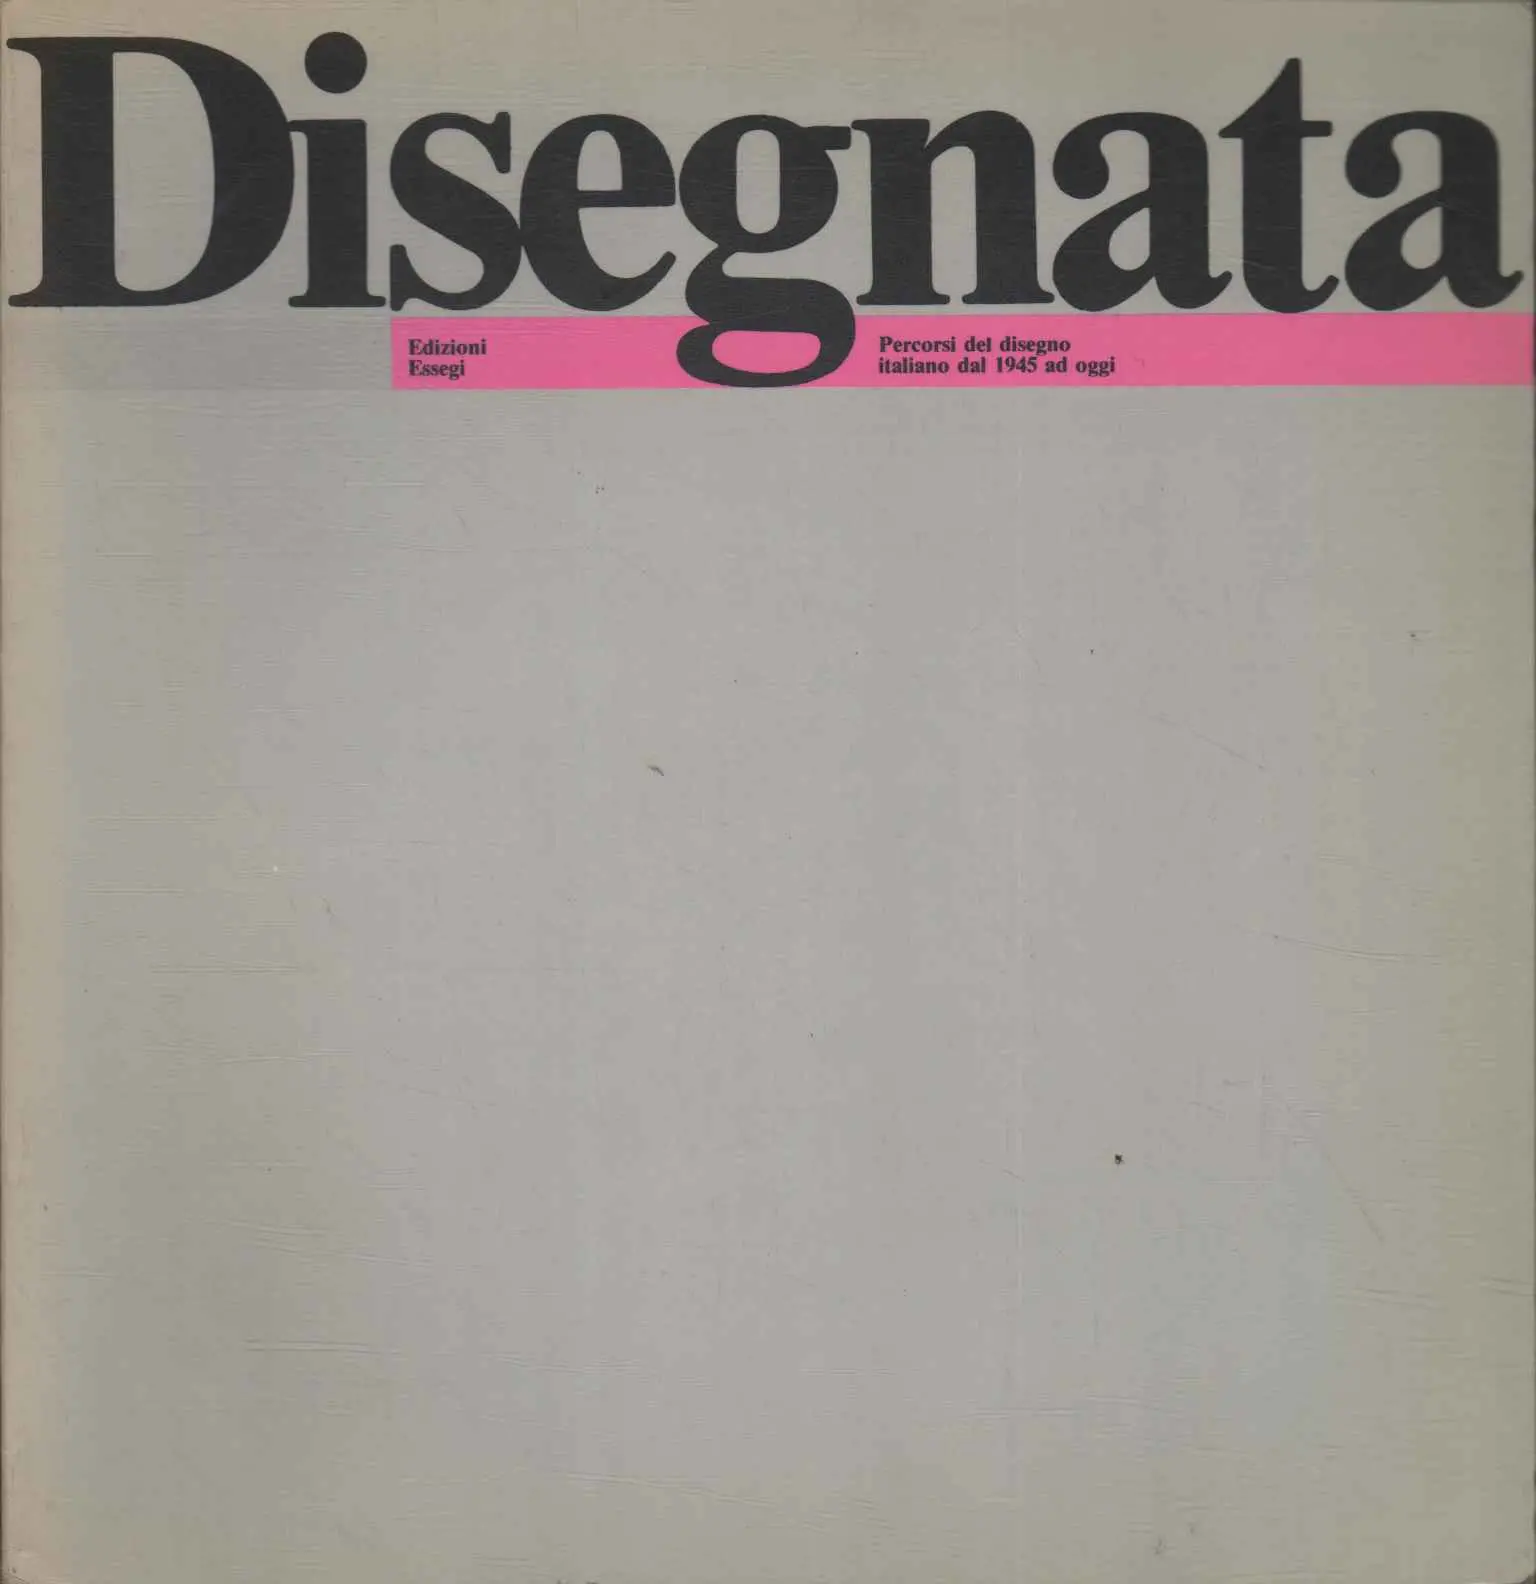 Disegnata
Edizioni
Essegi
Percorsi del disegno
italiano dal 1945 ad oggi